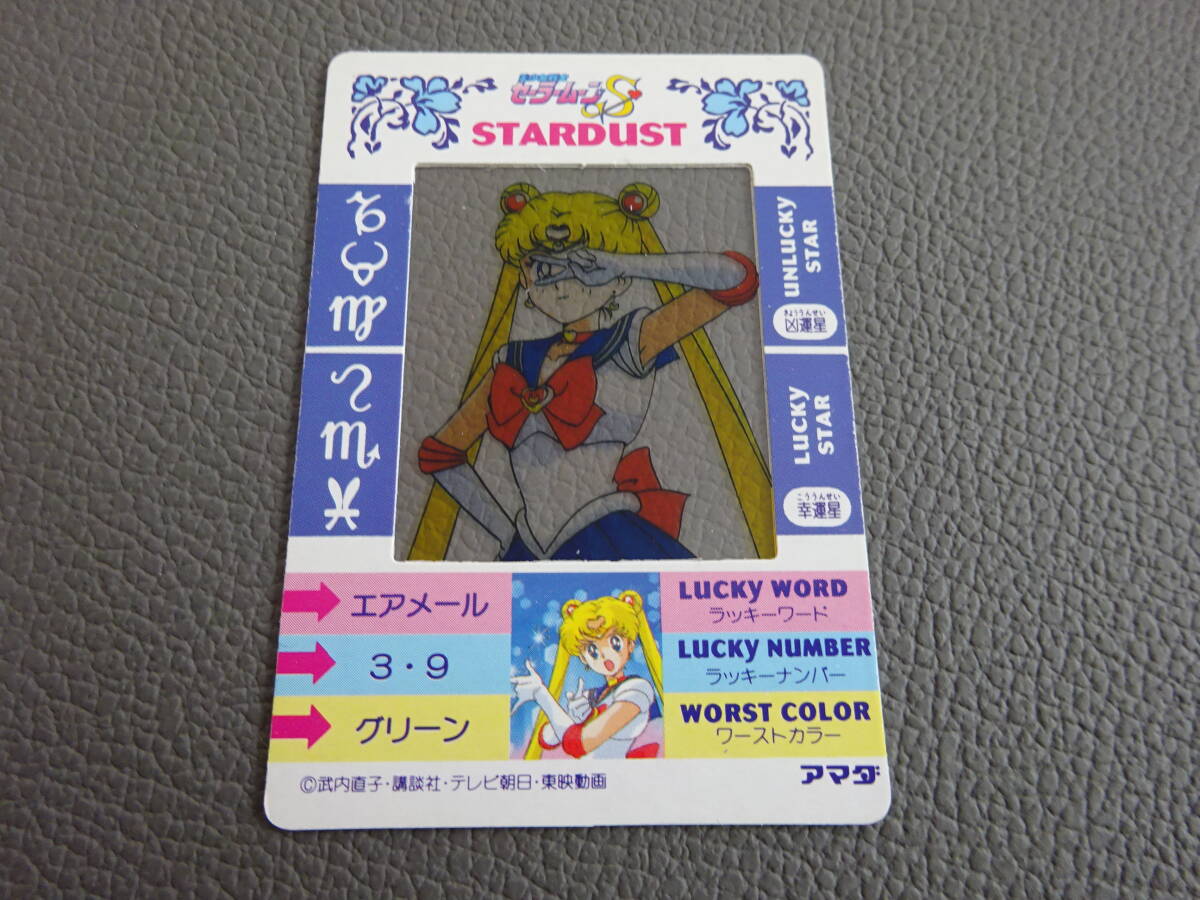 美少女戦士
セーラームーンS
STARDUST
UNLUCKY
STAR
きょううんせい
凶運星
LUCKY
STAR
こううんせい
幸運星
エアメール
LUCKY WORD
ラッキーワード
3・9
LUCKY NUMBER
ラッキーナンバー
グリーン
WORST COLOR
ワーストカラー
©武内直子・講談社・テレビ朝日・東映動画
アマダ